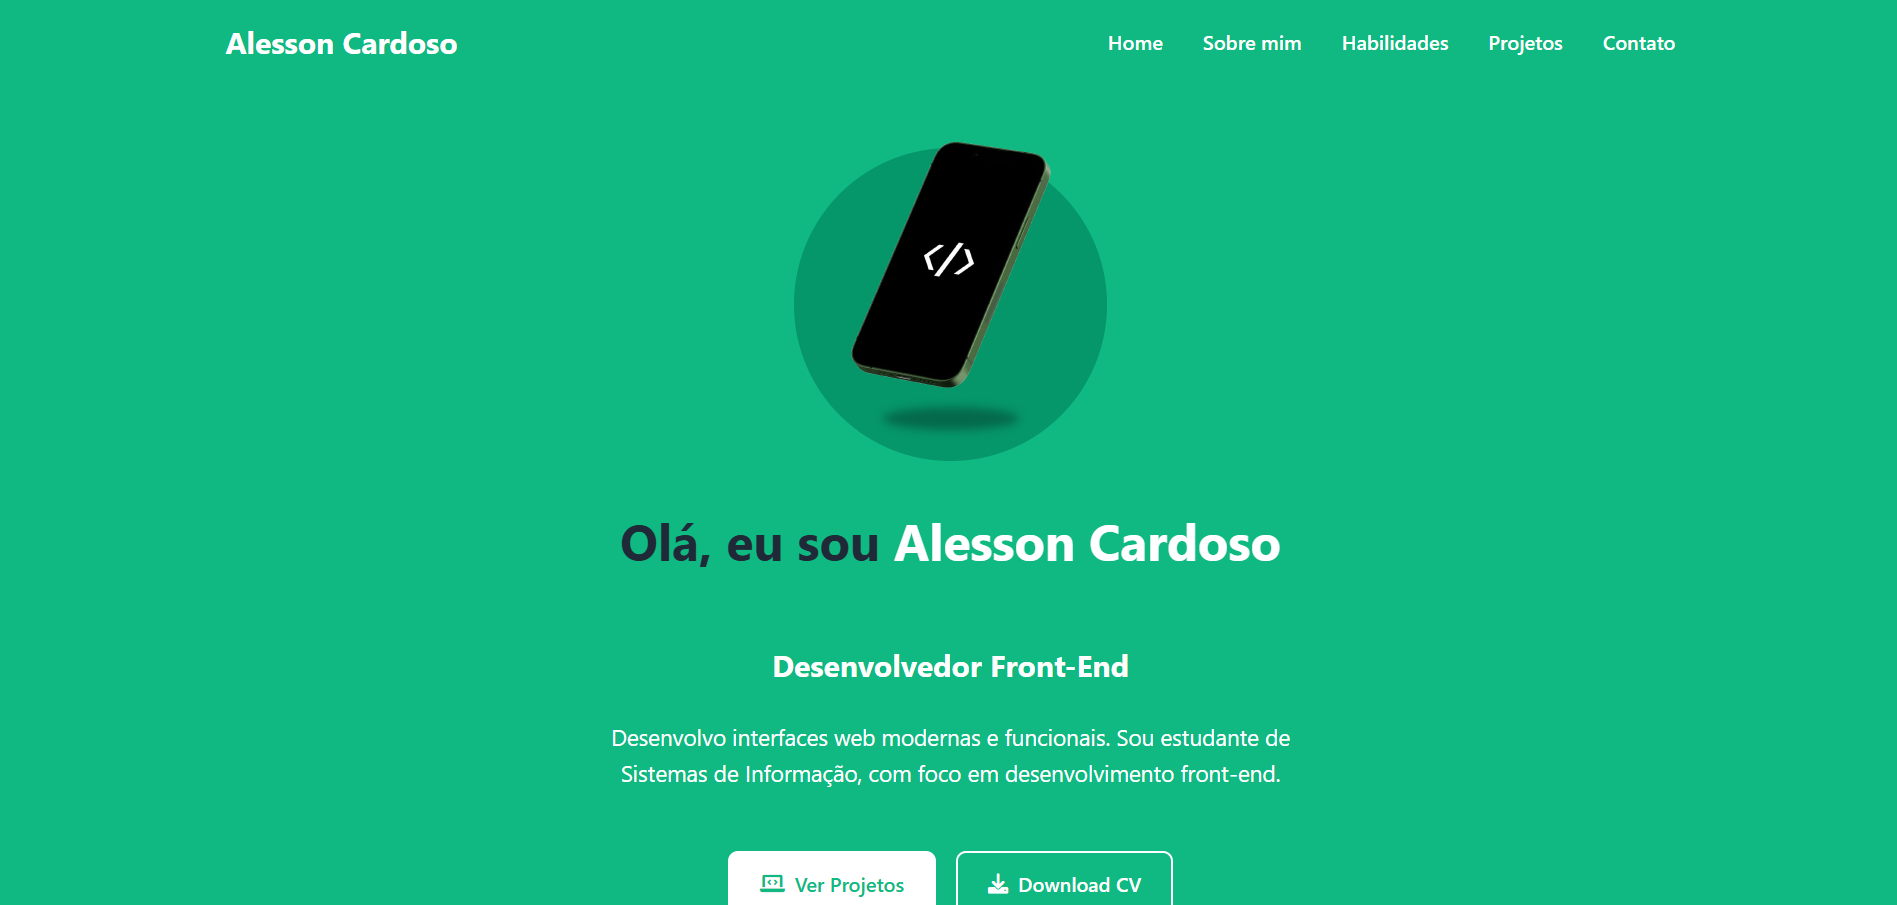 Alesson Cardoso
Home Sobre mim Habilidades Projetos Contato
</>
Olá, eu sou Alesson Cardoso
Desenvolvedor Front-End
Desenvolvo interfaces web modernas e funcionais. Sou estudante de
Sistemas de Informação, com foco em desenvolvimento front-end.
Ver Projetos
Download CV